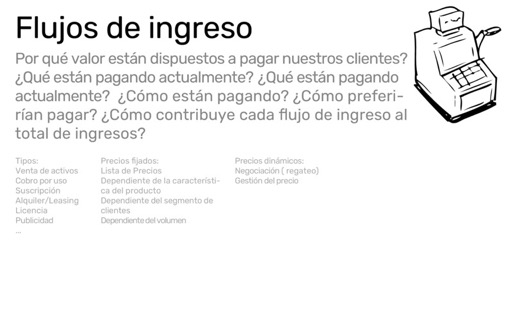 Flujos de ingreso
Por qué valor están dispuestos a pagar nuestros clientes?
¿Qué están pagando actualmente? ¿Qué están pagando
actualmente? ¿Cómo están pagando? ¿Cómo preferi-
rían pagar? ¿Cómo contribuye cada flujo de ingreso al
total de ingresos?
Tipos:
Venta de activos
Cobro por uso
Suscripción
Alquiler/Leasing
Licencia
Publicidad
...
Precios fijados:
Lista de Precios
Dependiente de la característi-
ca del producto
Dependiente del segmento de
clientes
Dependiente del volumen
Precios dinámicos:
Negociación ( regateo)
Gestión del precio